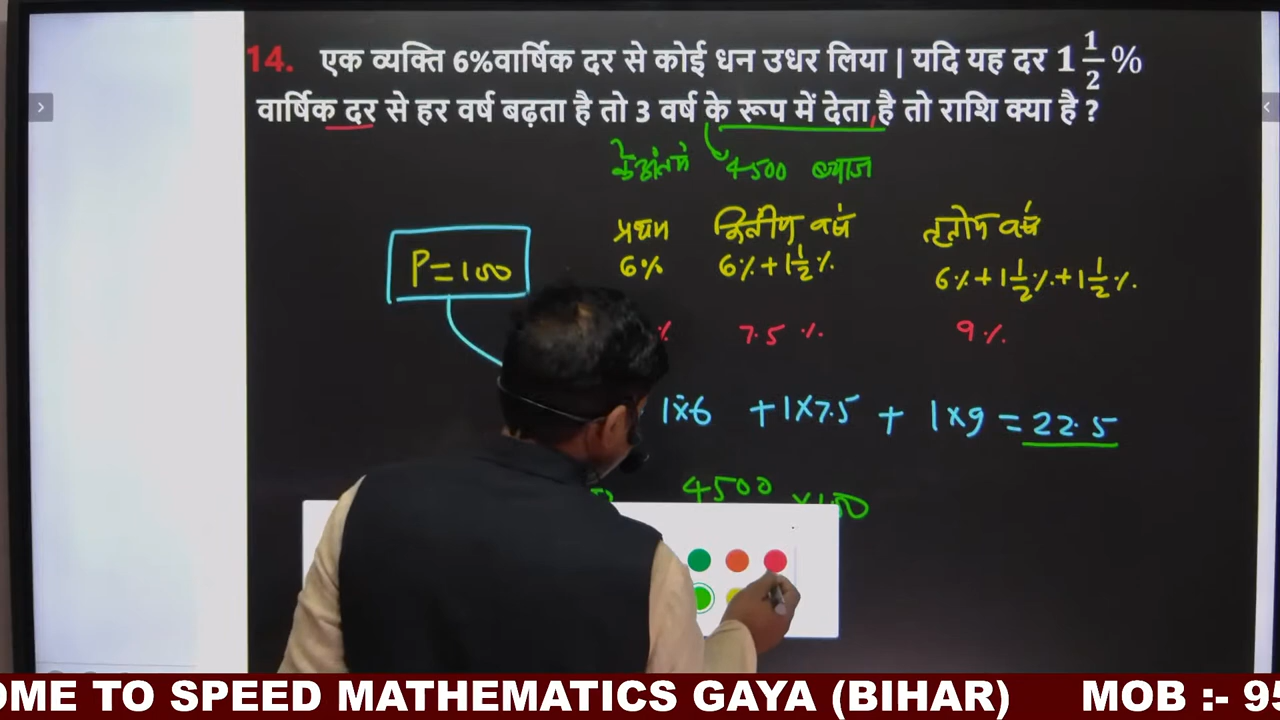 14. एक व्यक्ति 6%वार्षिक दर से कोई धन उधर लिया | यदि यह दर 1 1/2 %
वार्षिक दर से हर वर्ष बढ़ता है तो 3 वर्ष के रूप में देता है तो राशि क्या है ?
के अंत में 4500 ब्याज
प्रथम द्वितीय वर्ष तृतीय वर्ष
P=100 6% 6%+1 1/2 % 6%+1 1/2 %+1 1/2 %
% 7.5 % 9%
1×6 +1×7.5 + 1×9 = 22.5
4500 ×100
OME TO SPEED MATHEMATICS GAYA (BIHAR) MOB :- 95